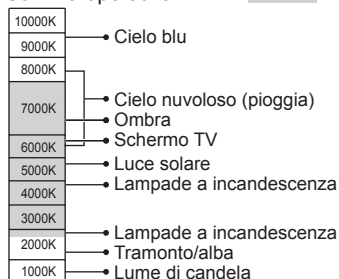 10000K
9000K
Cielo blu
8000K
7000K
Cielo nuvoloso (pioggia)
Ombra
Schermo TV
6000K
Luce solare
5000K
Lampade a incandescenza
4000K
3000K
Lampade a incandescenza
2000K
Tramonto/alba
1000K
Lume di candela